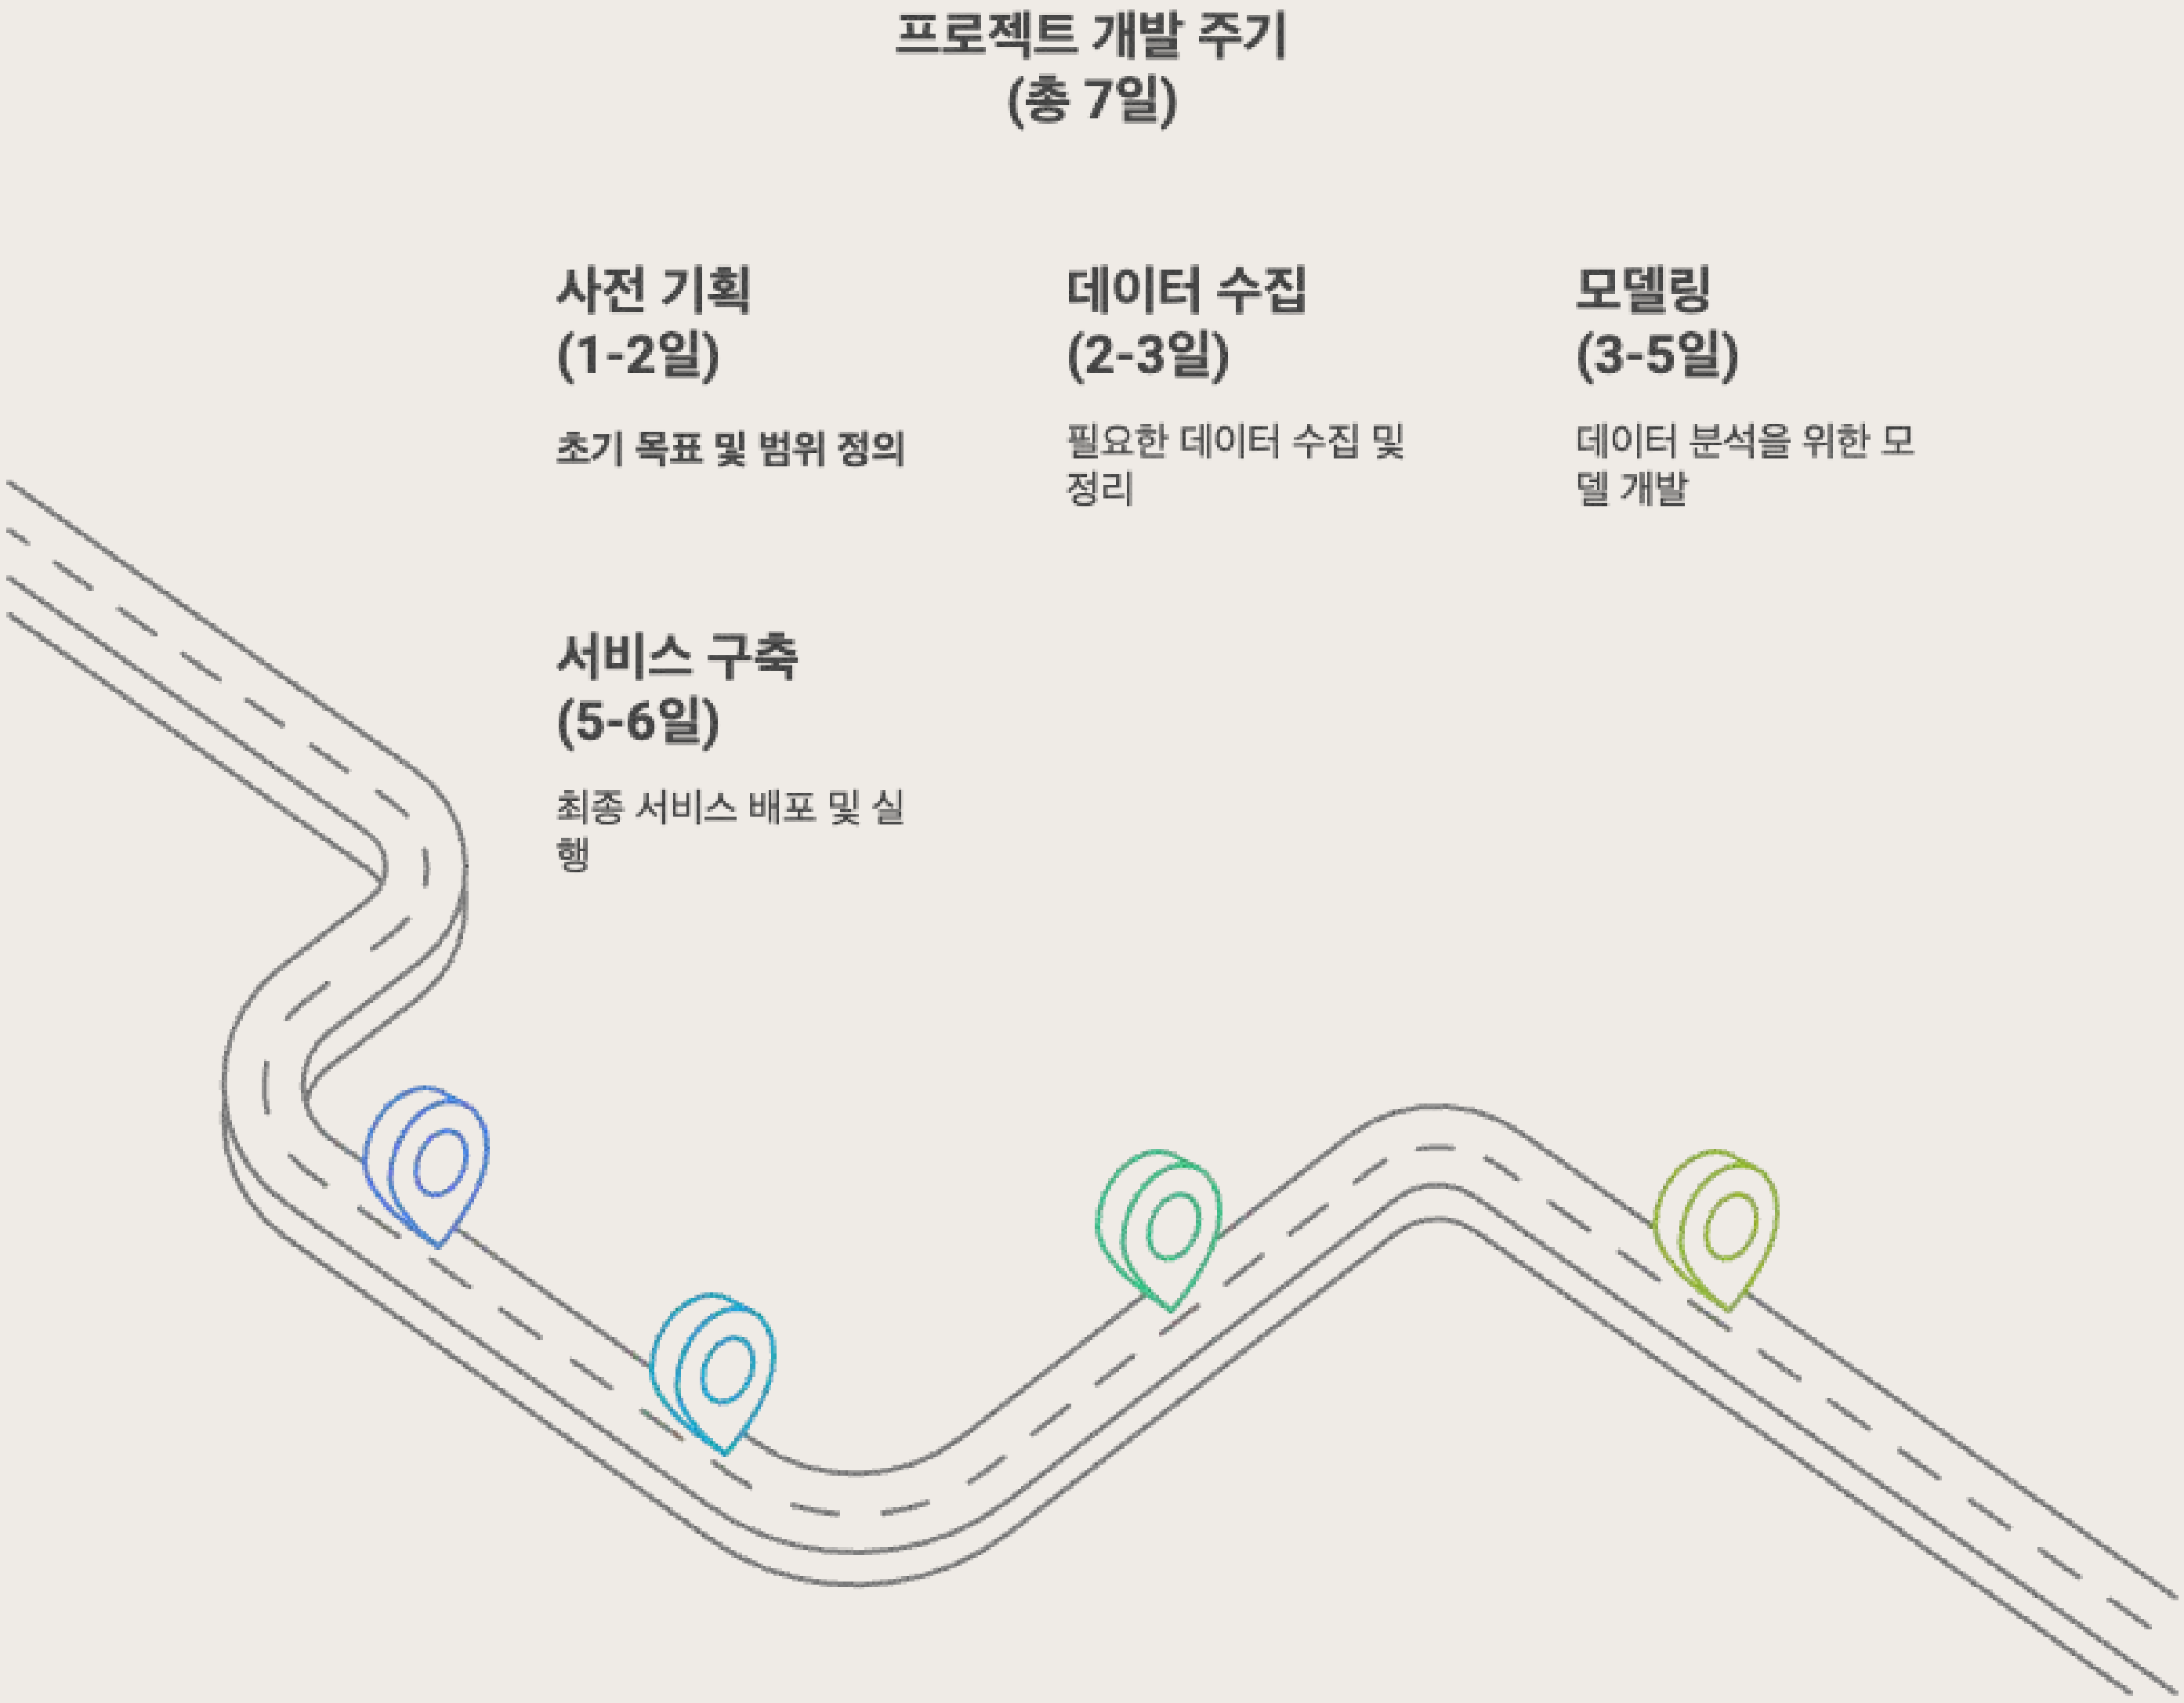 프로젝트 개발 주기
(총 7일)
사전 기획
(1-2일)
초기 목표 및 범위 정의
데이터 수집
(2-3일)
필요한 데이터 수집 및
정리
모델링
(3-5일)
데이터 분석을 위한 모
델 개발
서비스 구축
(5-6일)
최종 서비스 배포 및 실
행